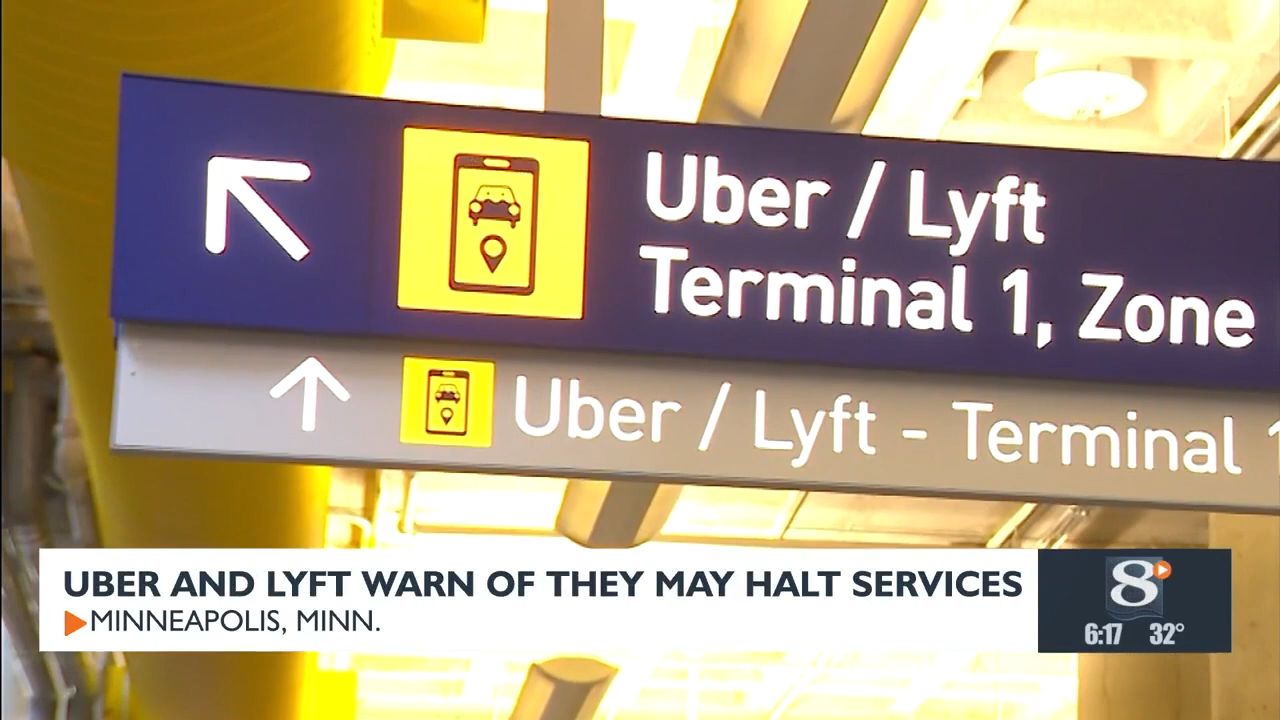 Uber / Lyft
Terminal 1, Zone
Uber / Lyft - Terminal 1
UBER AND LYFT WARN OF THEY MAY HALT SERVICES
MINNEAPOLIS, MINN.
8
6:17 32°